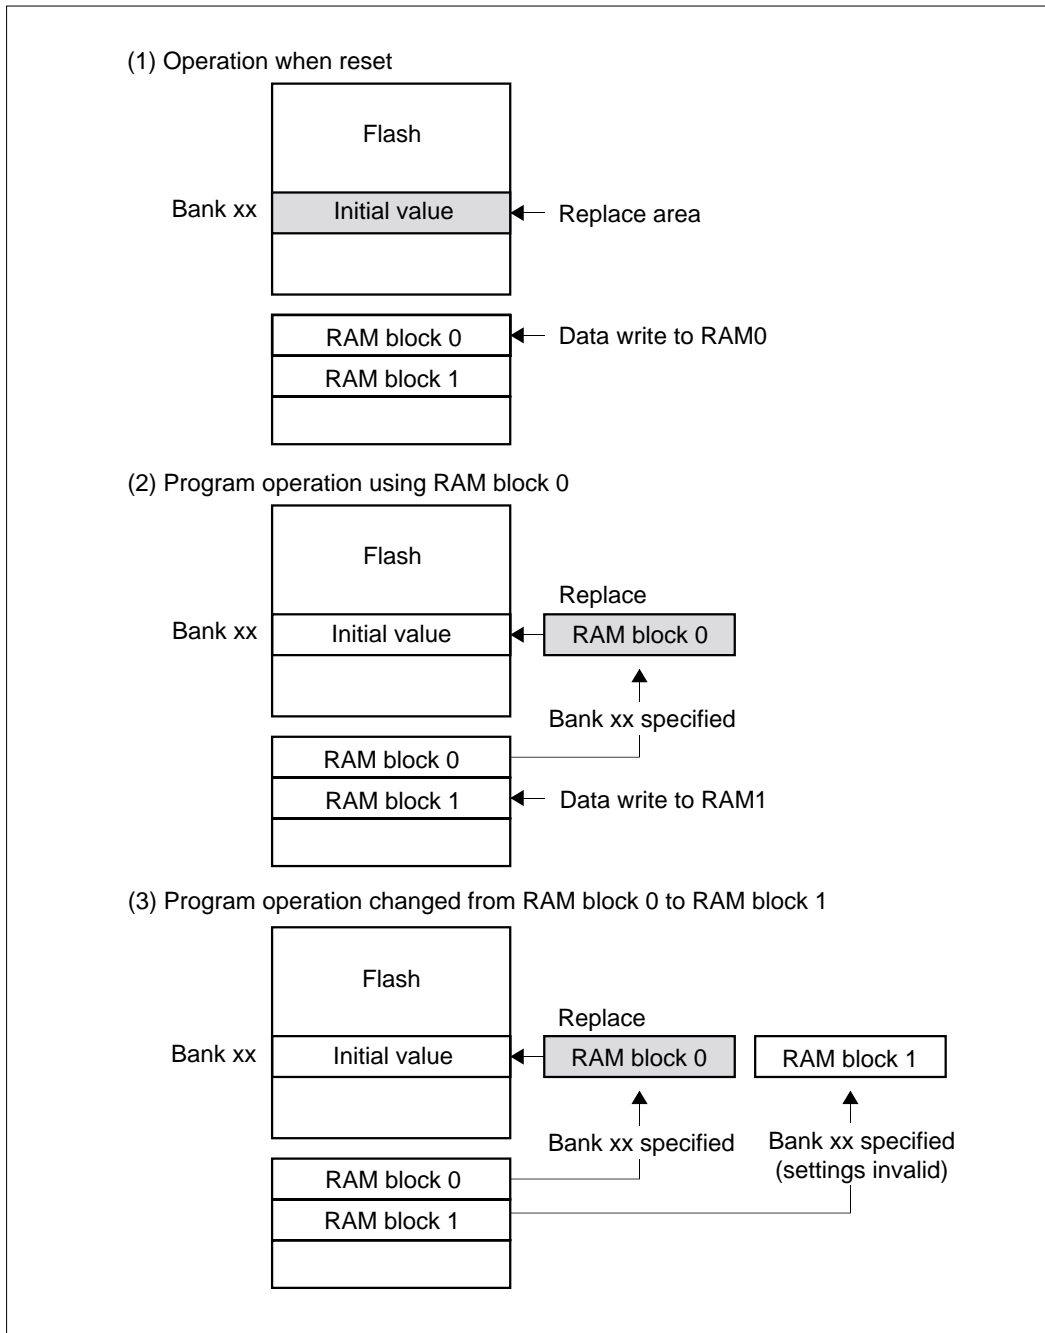 (1) Operation when reset
Flash
Bank xx
Initial value
Replace area
RAM block 0
Data write to RAM0
RAM block 1
(2) Program operation using RAM block 0
Flash
Replace
Bank xx
Initial value
RAM block 0
Bank xx specified
RAM block 0
RAM block 1
Data write to RAM1
(3) Program operation changed from RAM block 0 to RAM block 1
Flash
Replace
Bank xx
Initial value
RAM block 0
RAM block 1
Bank xx specified
Bank xx specified
(settings invalid)
RAM block 0
RAM block 1